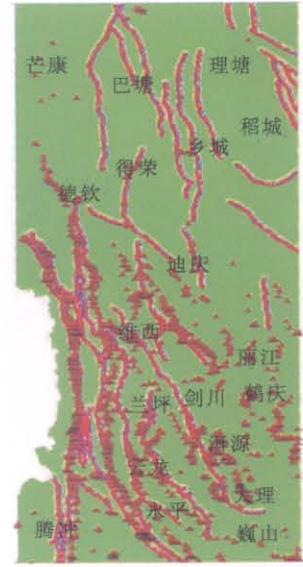 芒康
理塘
巴塘
稻城
乡城
得荣
德钦
迪庆
维西
丽江
兰坪
剑川
鹤庆
洱源
云龙
大理
永平
腾冲
巍山